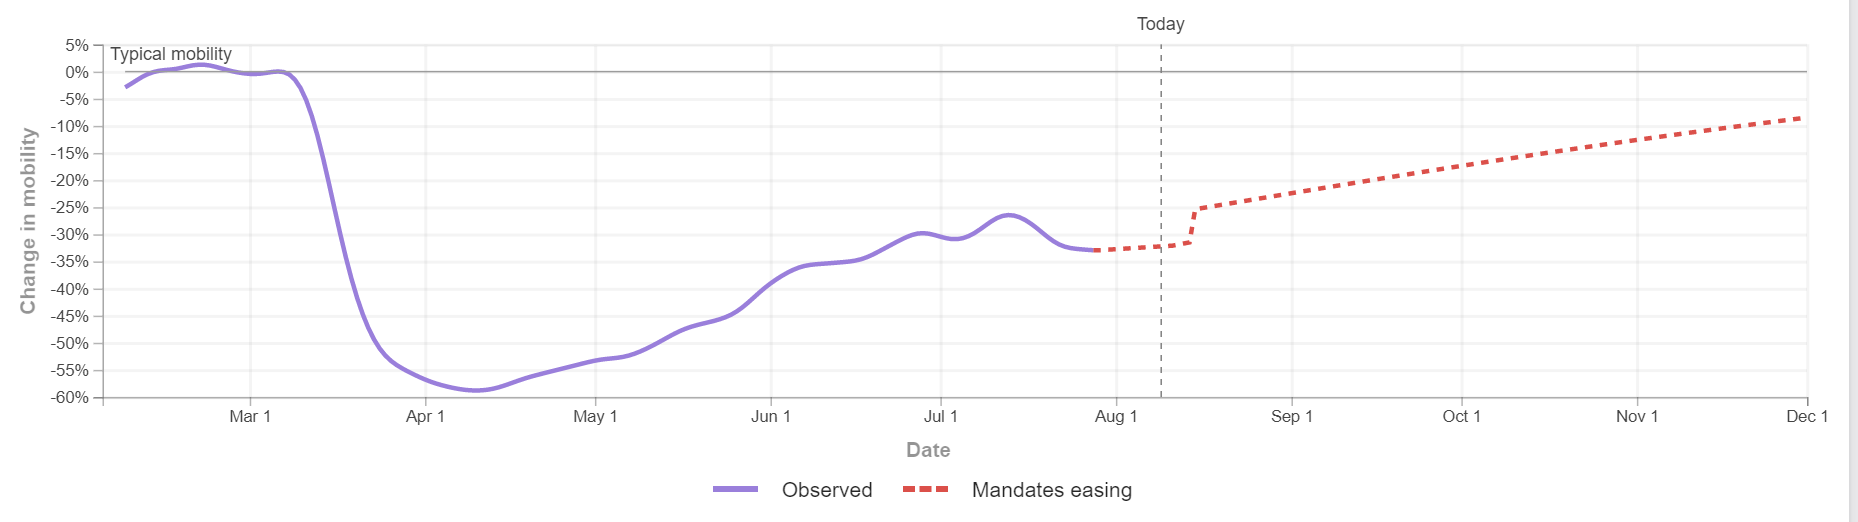 Today
Typical mobility
5%
0%
-5%
-10%
-15%
-20%
-25%
-30%
-35%
-40%
-45%
-50%
-55%
-60%
Change in mobility
Mar 1 Apr 1 May 1 Jun 1 Jul 1 Aug 1 Sep 1 Oct 1 Nov 1 Dec 1
Date
Observed Mandates easing